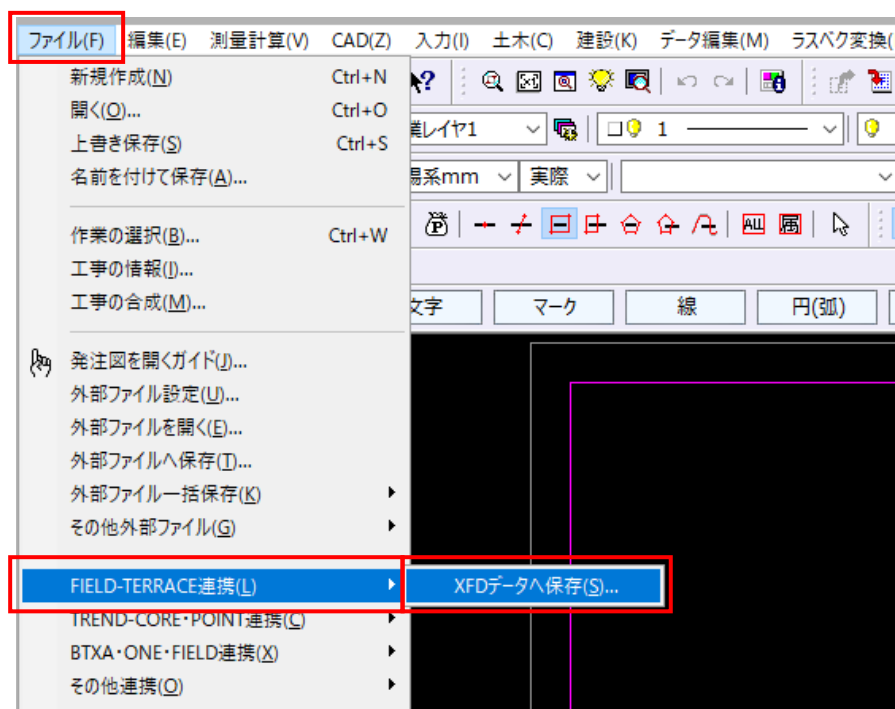 ファイル(F) 編集(E) 測量計算(V) CAD(Z) 入力(I) 土木(C) 建設(K) データ編集(M) ラスベク変換(
新規作成(N) Ctrl+N
開く(O)... Ctrl+O
上書き保存(S) Ctrl+S
名前を付けて保存(A)...
作業の選択(B)... Ctrl+W
工事の情報(I)...
工事の合成(M)...
発注図を開くガイド(J)...
外部ファイル設定(U)...
外部ファイルを開く(E)...
外部ファイルへ保存(T)...
外部ファイル一括保存(K)
その他外部ファイル(G)
FIELD-TERRACE連携(L)
XFDデータへ保存(S)...
TREND-CORE・POINT連携(C)
BTXA・ONE・FIELD連携(X)
その他連携(O)
業レイヤ1 1
場系mm 実際
P ALL 属
文字 マーク 線 円(弧)